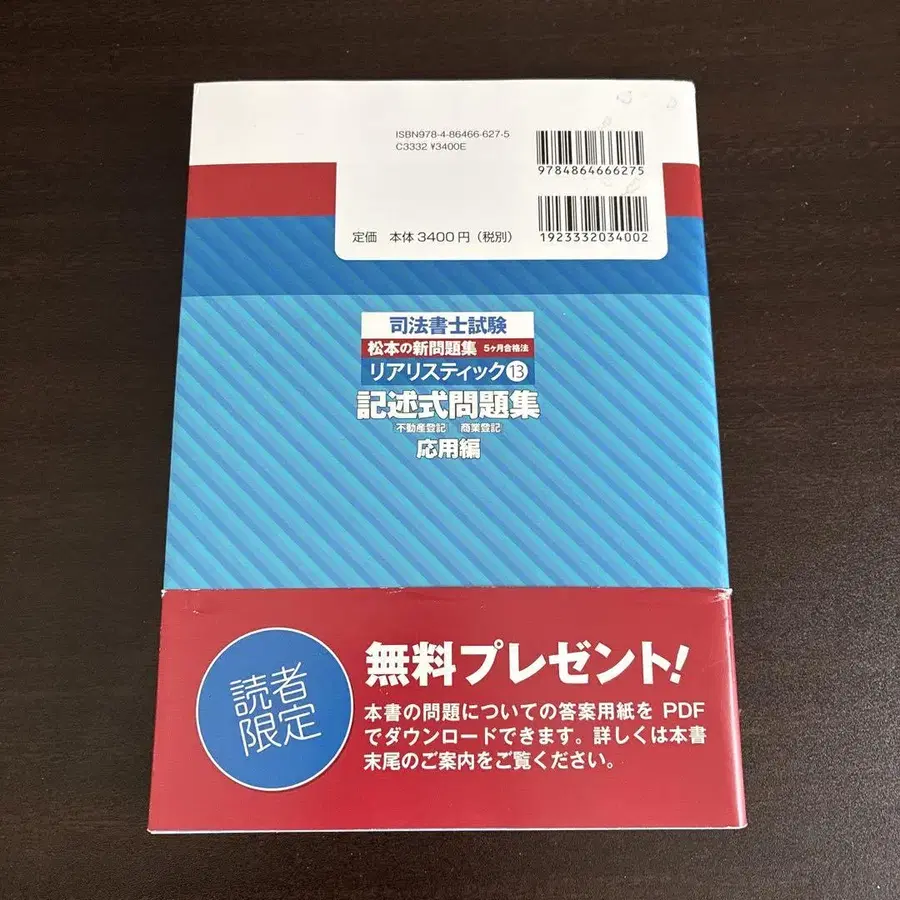 ISBN978-4-86466-627-5
C3332 ¥3400E
9784864666275
定価 本体3400円(税別)
1923332034002
司法書士試験
松本の新問題集 5ヶ月合格法
リアリスティック⓭
記述式問題集
不動産登記 商業登記
応用編
読者
限定
無料プレゼント!
本書の問題についての答案用紙を PDF
でダウンロードできます。詳しくは本書
末尾のご案内をご覧ください。